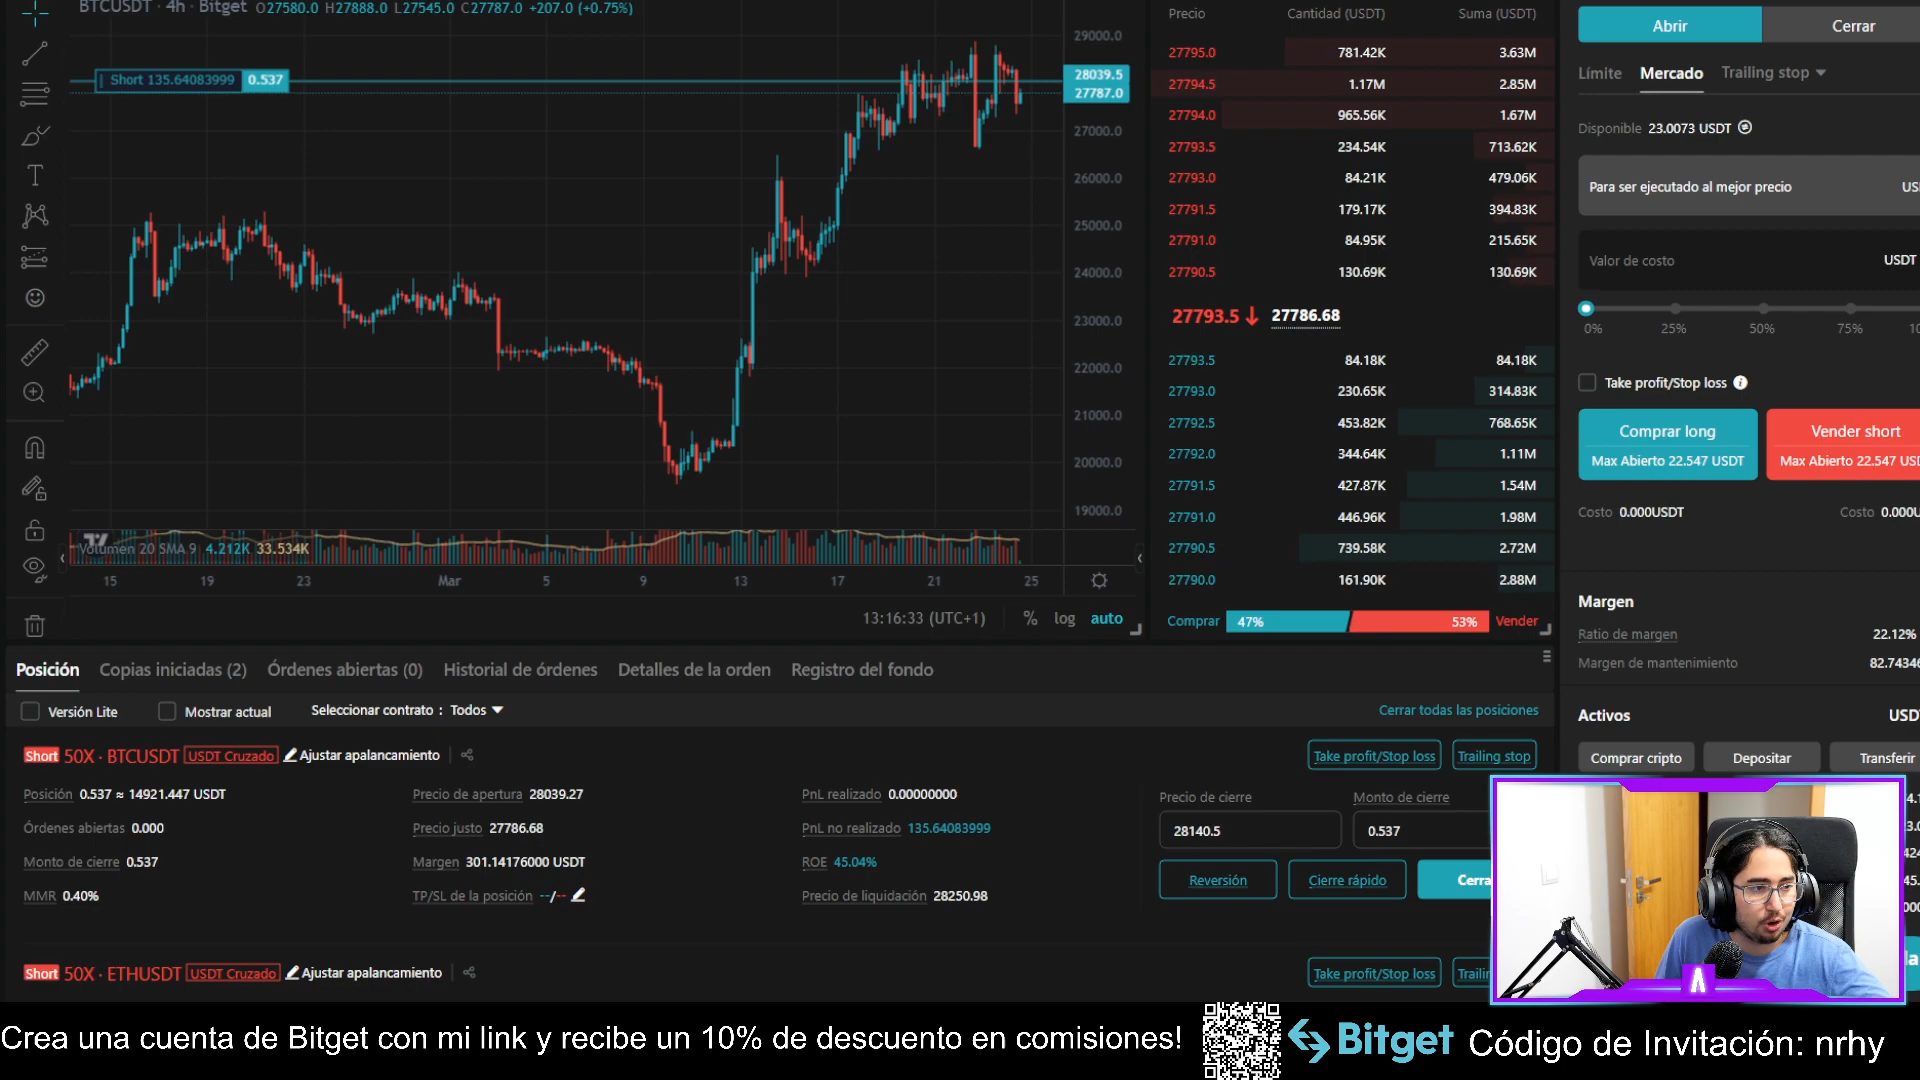 BTCUSDT · 4h · Bitget O27580.0 H27888.0 L27545.0 C27787.0 +207.0 (+0.75%)
Short 135.64083999 0.537
29000.0
28039.5
27787.0
27000.0
26000.0
25000.0
24000.0
23000.0
22000.0
21000.0
20000.0
19000.0
Volumen 20 SMA 9 4.212K 33.534K
15 19 23 Mar 5 9 13 17 21 25
13:16:33 (UTC+1) % log auto
Precio Cantidad (USDT) Suma (USDT)
27795.0 781.42K 3.63M
27794.5 1.17M 2.85M
27794.0 965.56K 1.67M
27793.5 234.54K 713.62K
27793.0 84.21K 479.06K
27791.5 179.17K 394.83K
27791.0 84.95K 215.65K
27790.5 130.69K 130.69K
27793.5 27786.68
27793.5 84.18K 84.18K
27793.0 230.65K 314.83K
27792.5 453.82K 768.65K
27792.0 344.64K 1.11M
27791.5 427.87K 1.54M
27791.0 446.96K 1.98M
27790.5 739.58K 2.72M
27790.0 161.90K 2.88M
Comprar 47% 53% Vender
Abrir Cerrar
Límite Mercado Trailing stop
Disponible 23.0073 USDT
Para ser ejecutado al mejor precio US
Valor de costo USDT
0% 25% 50% 75% 10
Take profit/Stop loss
Comprar long
Max Abierto 22.547 USDT
Vender short
Max Abierto 22.547 USD
Costo 0.000USDT Costo 0.000U
Margen
Ratio de margen 22.12%
Margen de mantenimiento 82.74346
Activos USDT
Comprar cripto Depositar Transferir
Posición Copias iniciadas (2) Órdenes abiertas (0) Historial de órdenes Detalles de la orden Registro del fondo
Versión Lite Mostrar actual Seleccionar contrato : Todos Cerrar todas las posiciones
Short 50X · BTCUSDT USDT Cruzado Ajustar apalancamiento Take profit/Stop loss Trailing stop
Posición 0.537 ≈ 14921.447 USDT Precio de apertura 28039.27 PnL realizado 0.00000000 Precio de cierre Monto de cierre
Órdenes abiertas 0.000 Precio justo 27786.68 PnL no realizado 135.64083999 28140.5 0.537
Monto de cierre 0.537 Margen 301.14176000 USDT ROE 45.04%
MMR 0.40% TP/SL de la posición --/-- Precio de liquidación 28250.98 Reversión Cierre rápido Cerra
Short 50X · ETHUSDT USDT Cruzado Ajustar apalancamiento Take profit/Stop loss Traili
Crea una cuenta de Bitget con mi link y recibe un 10% de descuento en comisiones! Bitget Código de Invitación: nrhy